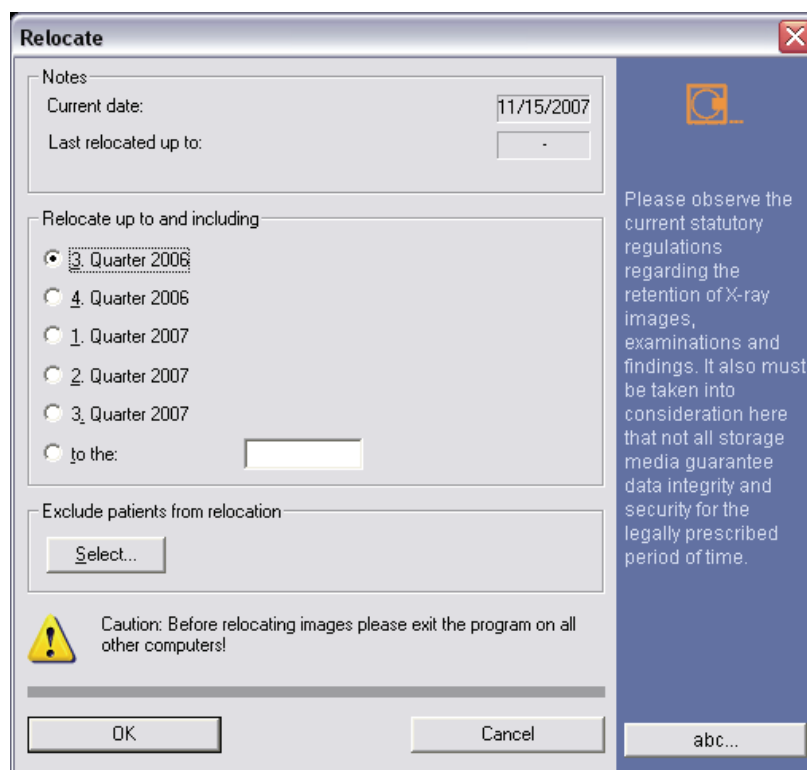 Relocate
Notes
Current date: 11/15/2007
Last relocated up to: -
Relocate up to and including
3. Quarter 2006
4. Quarter 2006
1. Quarter 2007
2. Quarter 2007
3. Quarter 2007
to the:
Exclude patients from relocation
Select...
Caution: Before relocating images please exit the program on all
other computers!
OK Cancel
Please observe the
current statutory
regulations
regarding the
retention of X-ray
images,
examinations and
findings. It also must
be taken into
consideration here
that not all storage
media guarantee
data integrity and
security for the
legally prescribed
period of time.
abc...